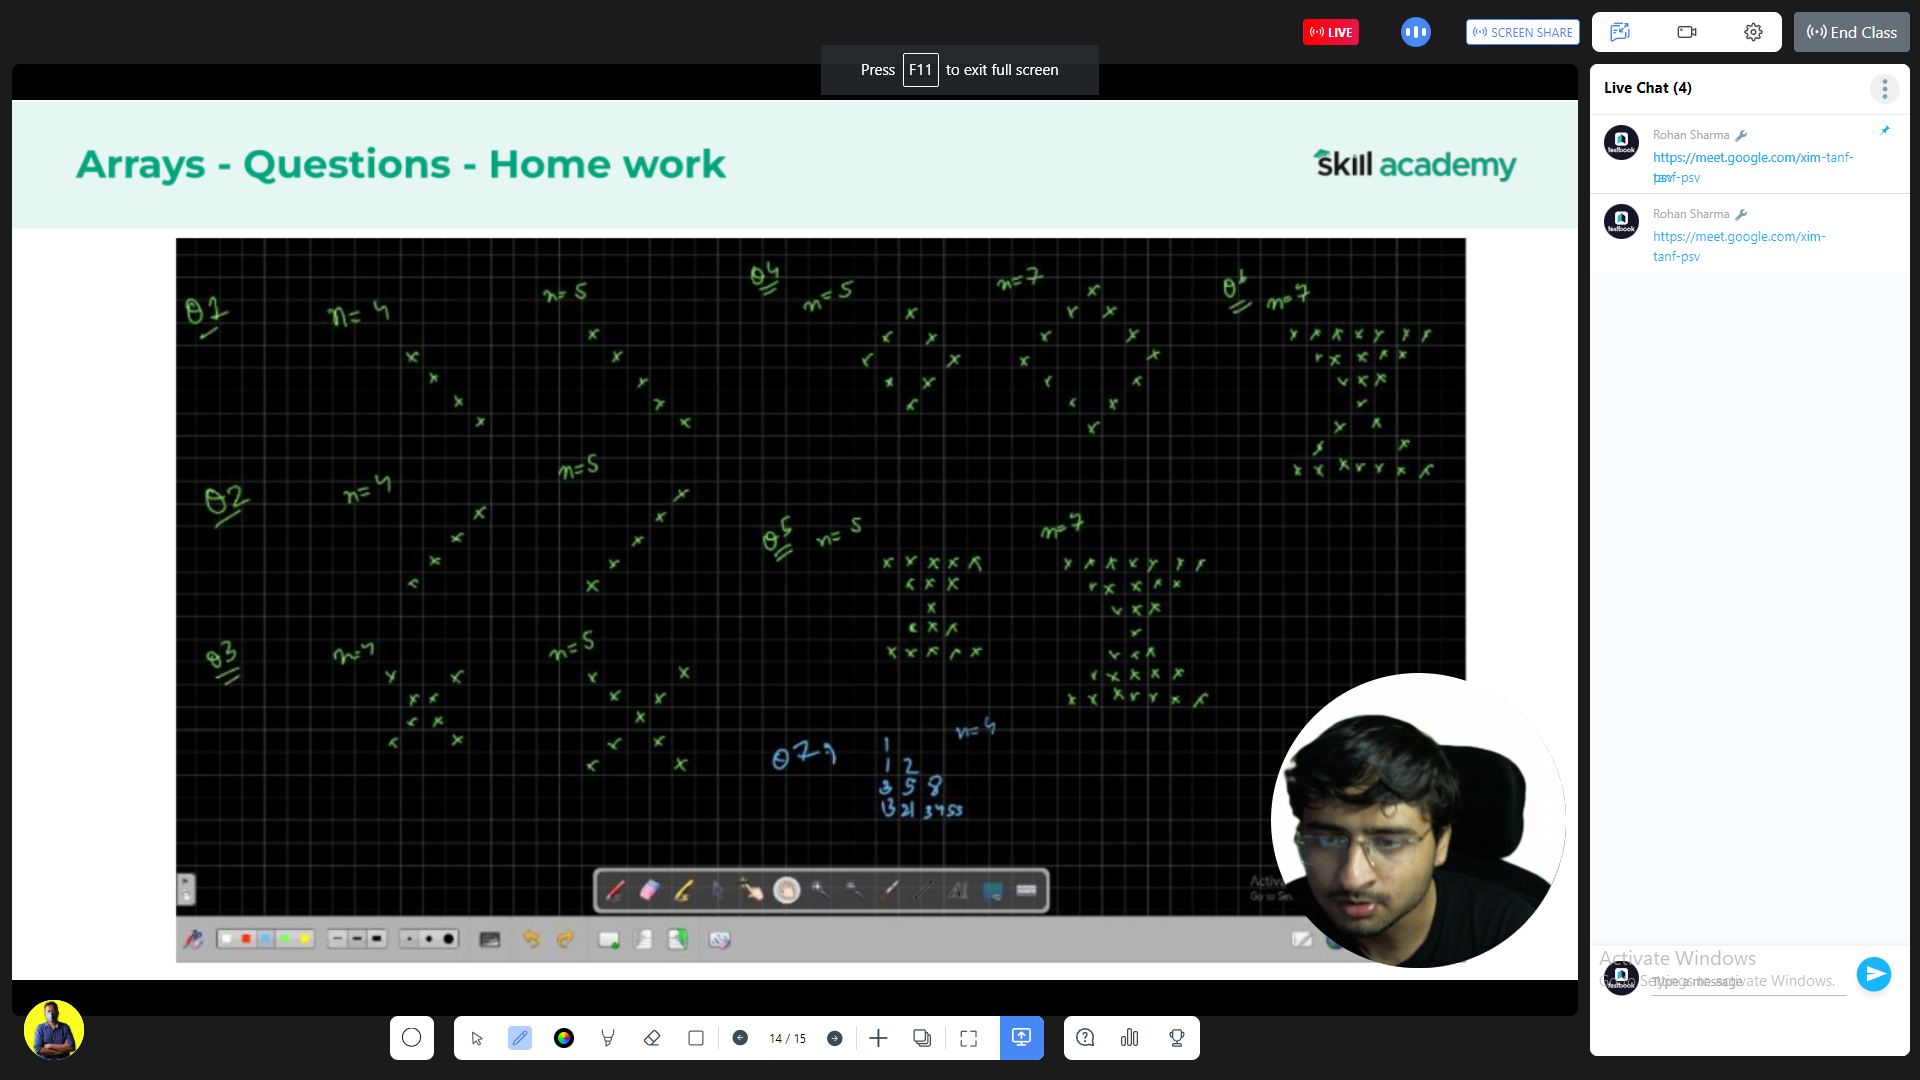 LIVE
SCREEN SHARE
End Class
Press F11 to exit full screen
Live Chat (4)
Arrays - Questions - Home work
skill academy
Rohan Sharma
https://meet.google.com/xim-tanf-psv
Rohan Sharma
https://meet.google.com/xim-
tanf-psv
testbook
testbook
Q1
n=4
n=5
Q4
n=5
n=7
Q6
n=7
Q2
n=4
n=5
Q5
n=5
n=7
Q3
n=4
n=5
Q7
n=4
1
1 2
3 5 8
13 21 34 55
Activate Windows
Go to Settings to activate Windows.
Type a message
14 / 15